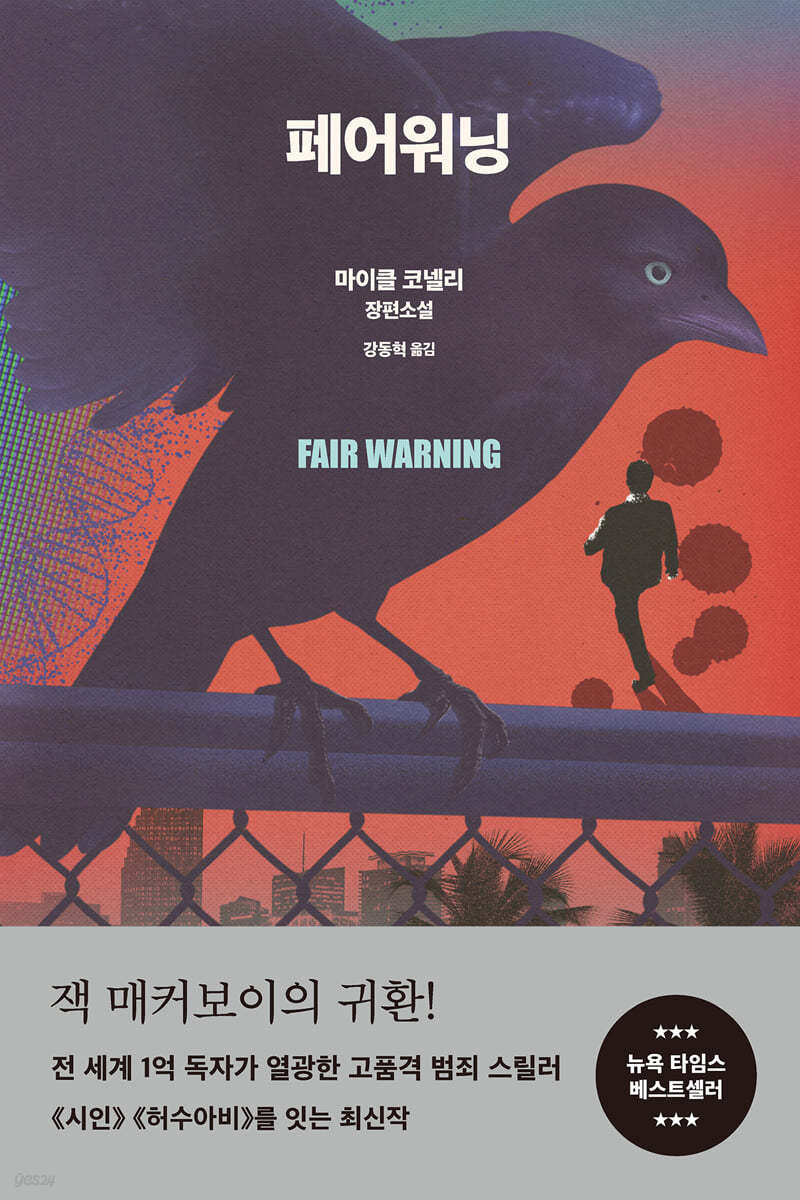 페어워닝
마이클 코넬리
장편소설
강동혁 옮김
FAIR WARNING
잭 매커보이의 귀환!
전 세계 1억 독자가 열광한 고품격 범죄 스릴러
《시인》 《허수아비》를 잇는 최신작
★★★
뉴욕 타임스
베스트셀러
★★★
yes24